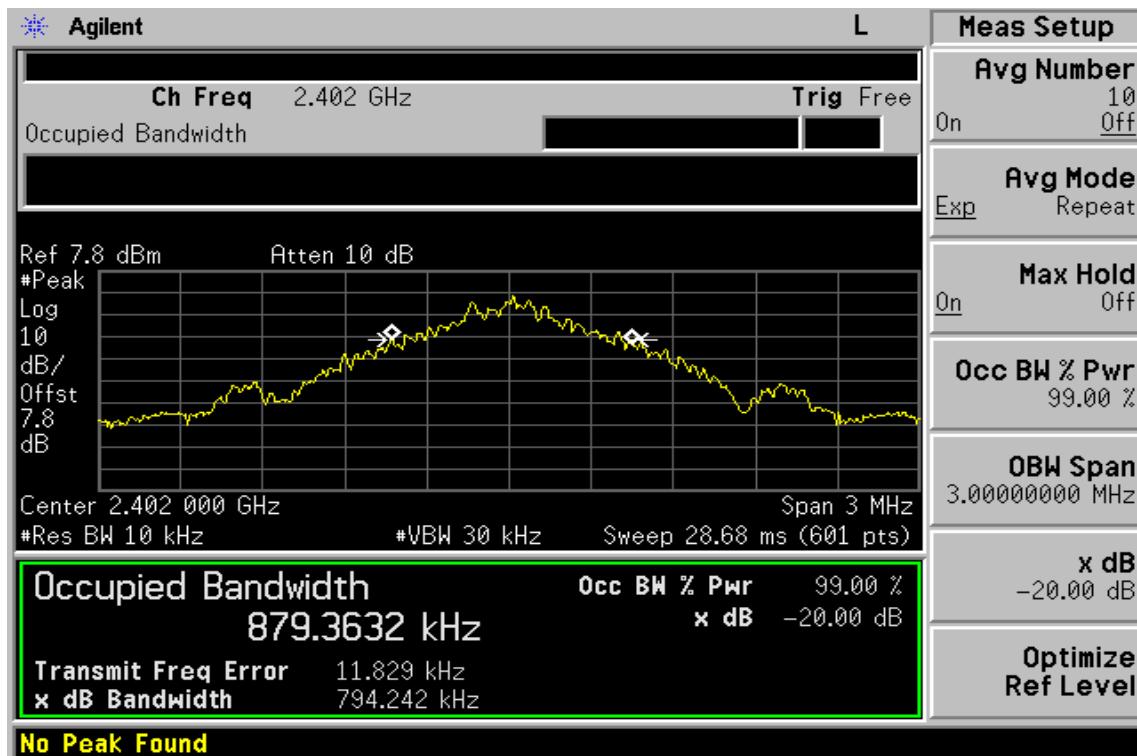 Agilent L
Ch Freq 2.402 GHz Trig Free
Occupied Bandwidth
Ref 7.8 dBm Atten 10 dB
#Peak
Log
10
dB/
Offst
7.8
dB
Center 2.402 000 GHz Span 3 MHz
#Res BW 10 kHz #VBW 30 kHz Sweep 28.68 ms (601 pts)
Occupied Bandwidth Occ BW % Pwr 99.00 %
879.3632 kHz x dB -20.00 dB
Transmit Freq Error 11.829 kHz
x dB Bandwidth 794.242 kHz
No Peak Found
Meas Setup
Avg Number
10
On Off
Avg Mode
Exp Repeat
Max Hold
On Off
Occ BW % Pwr
99.00 %
OBW Span
3.00000000 MHz
x dB
-20.00 dB
Optimize
Ref Level